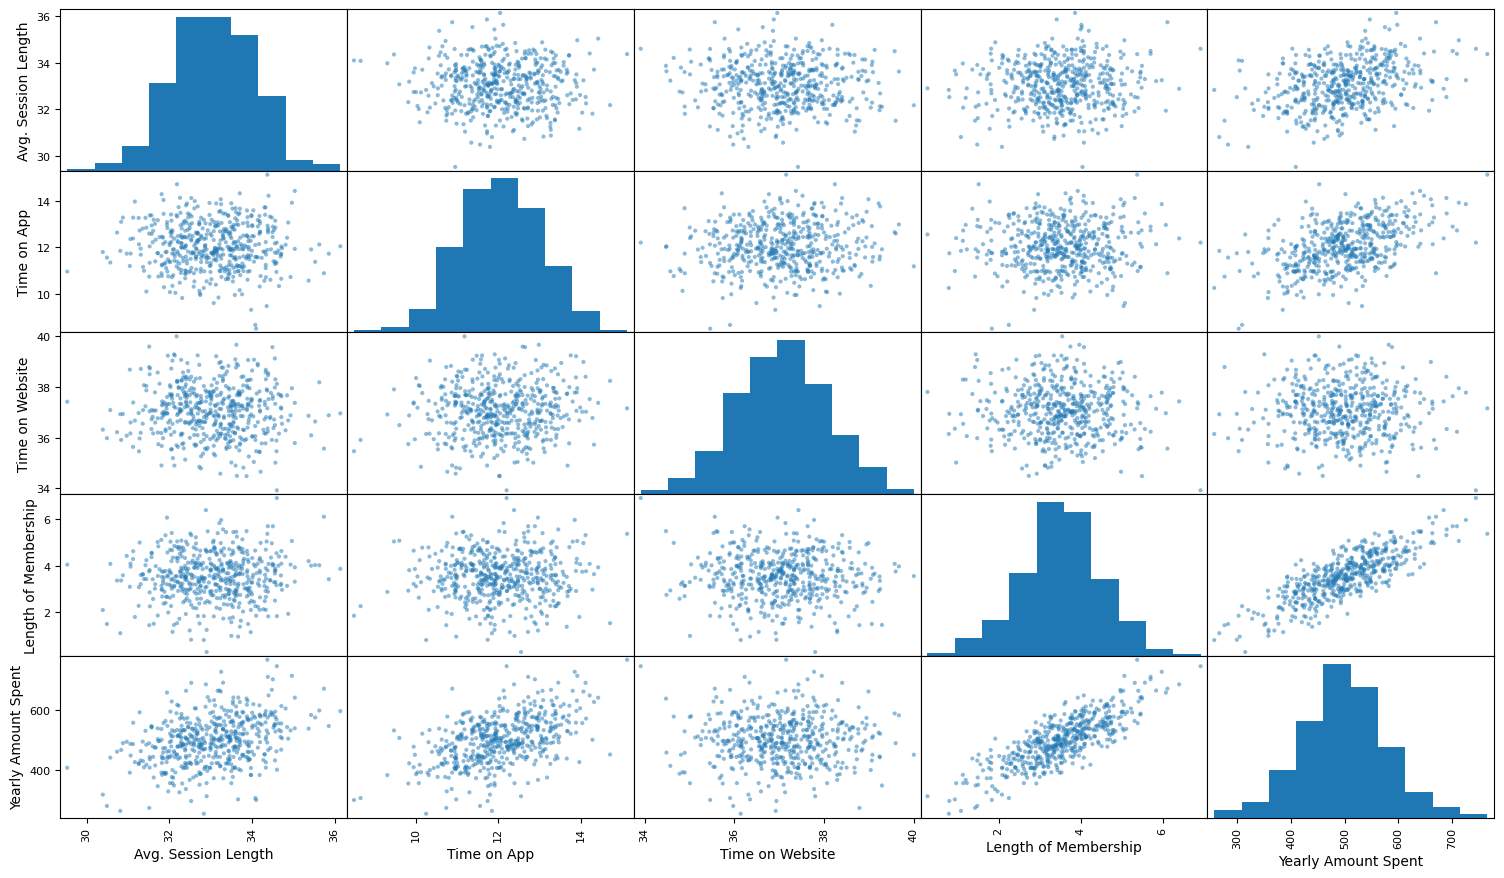 Avg. Session Length
36
34
32
30
Time on App
14
12
10
Time on Website
40
38
36
34
Length of Membership
6
4
2
Yearly Amount Spent
600
400
30 32 34 36
Avg. Session Length
10 12 14
Time on App
34 36 38 40
Time on Website
2 4 6
Length of Membership
300 400 500 600 700
Yearly Amount Spent